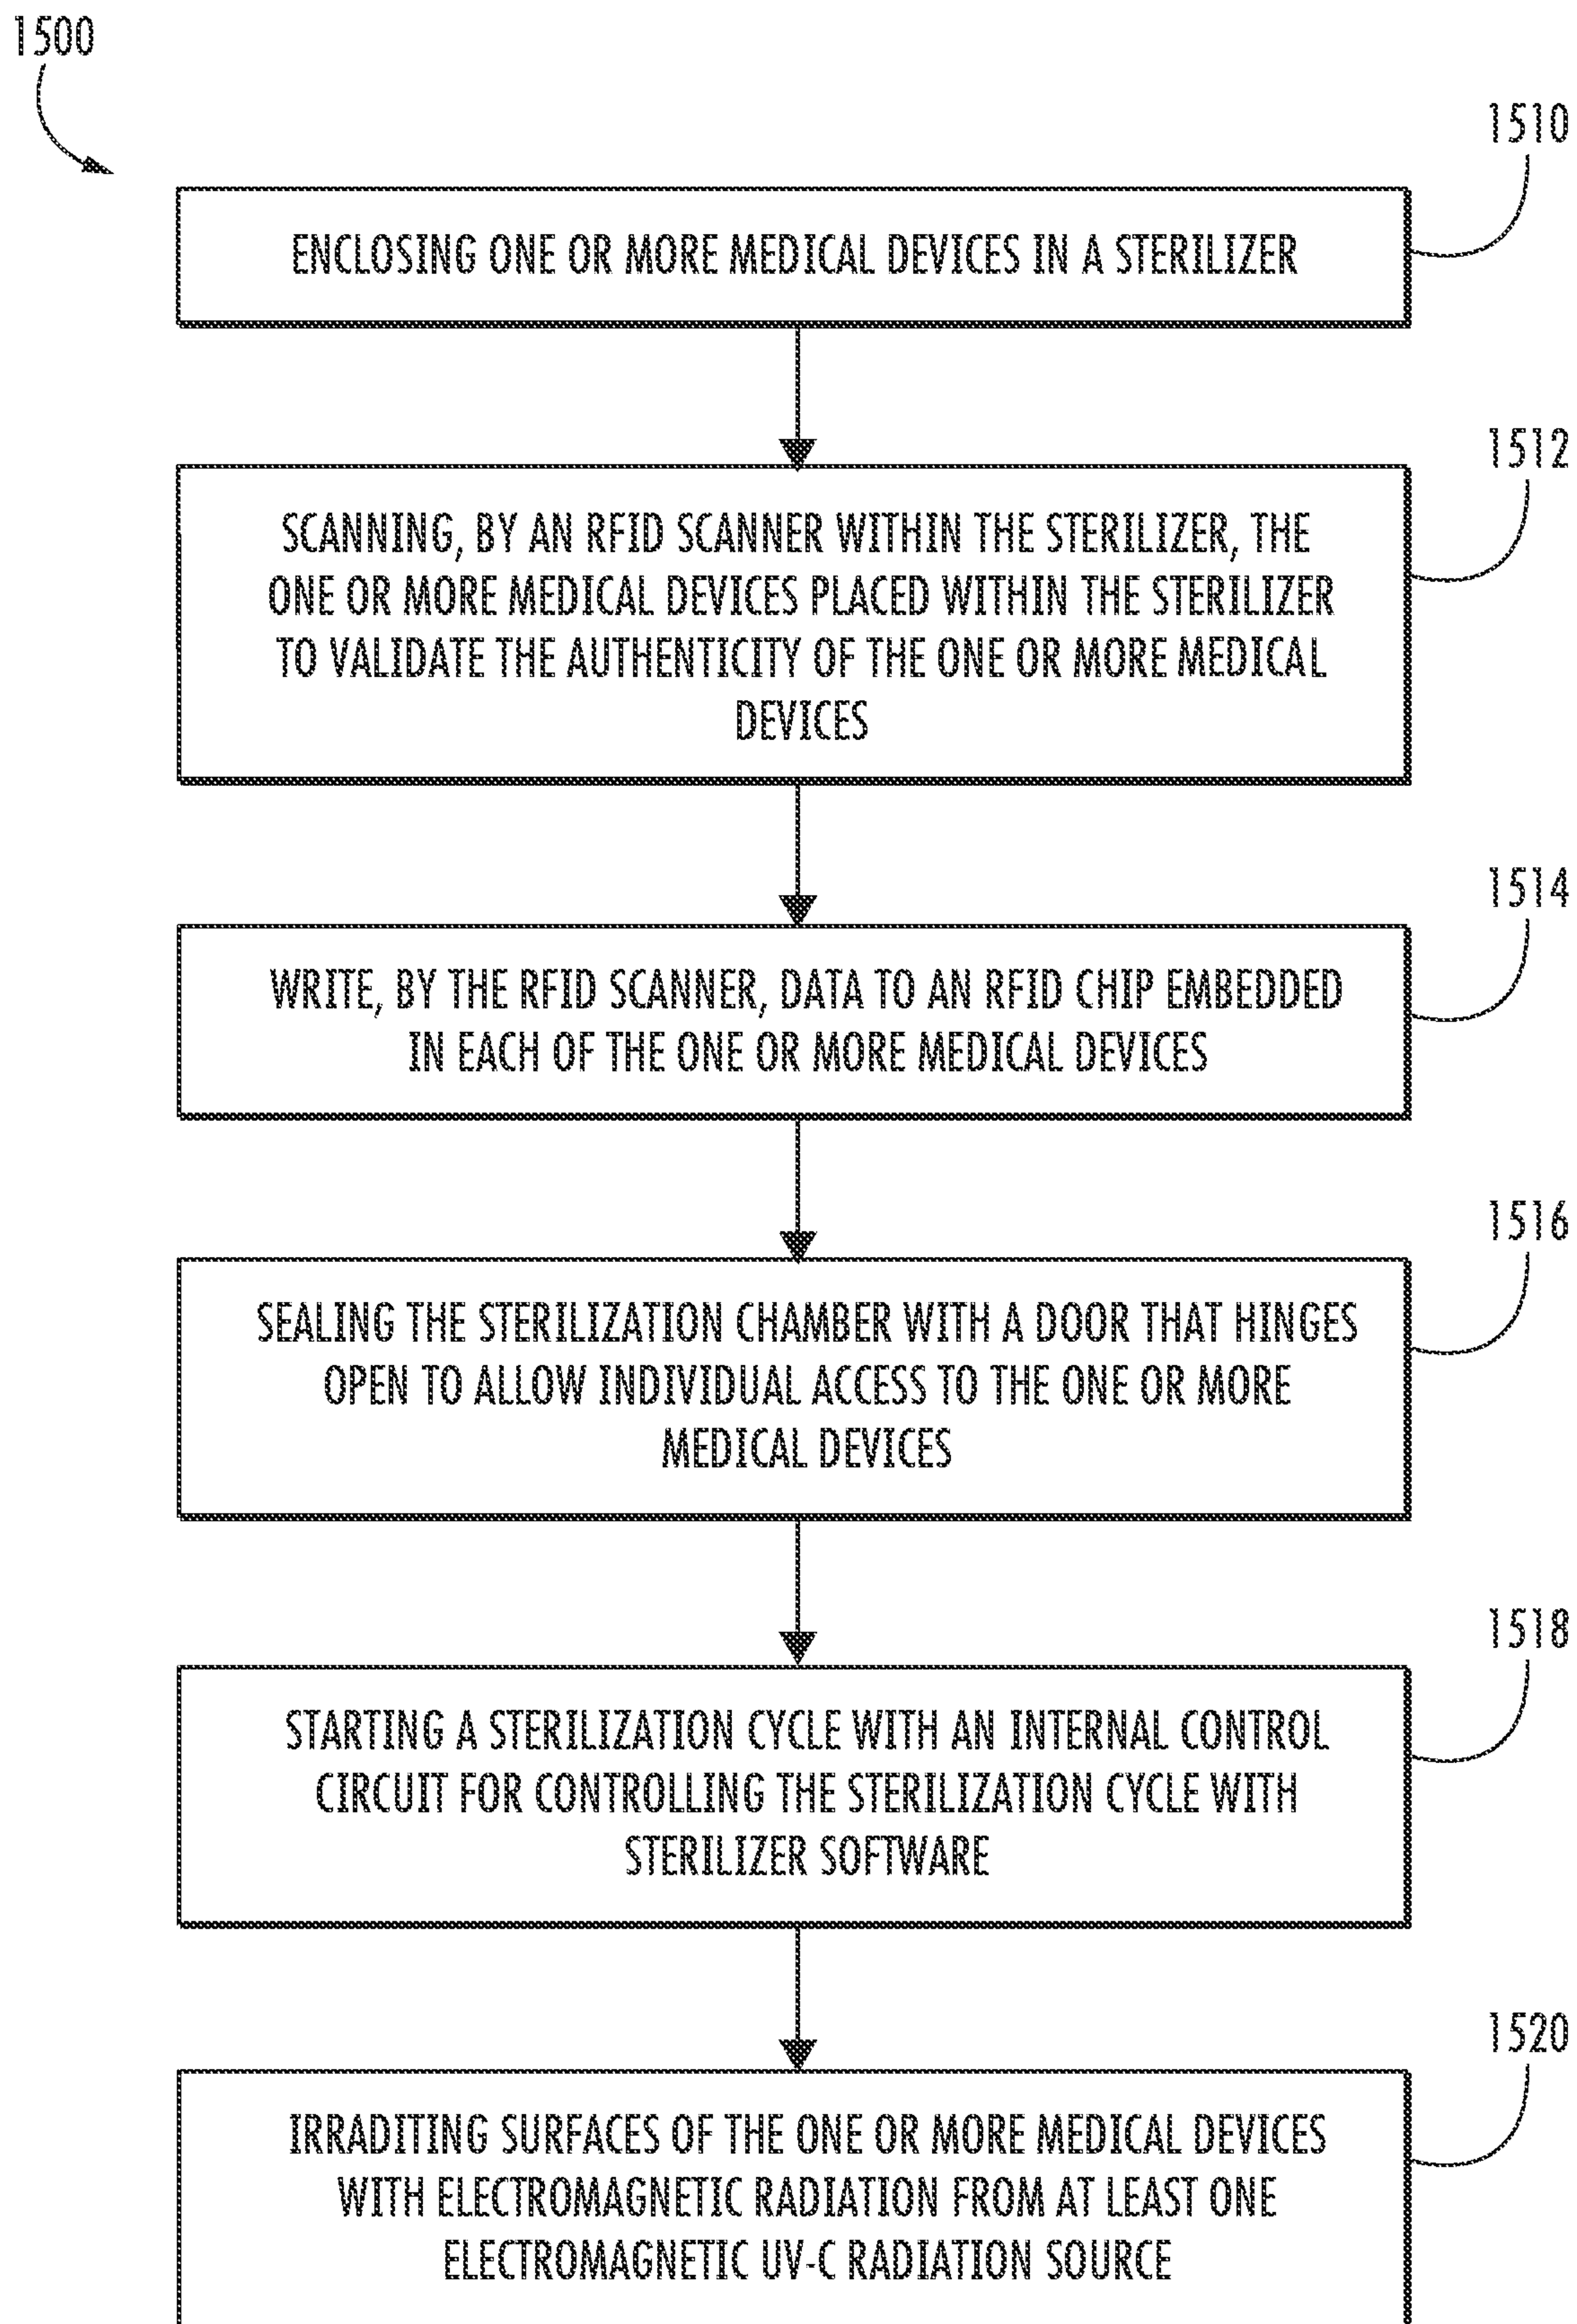 1500
1510
ENCLOSING ONE OR MORE MEDICAL DEVICES IN A STERILIZER
1512
SCANNING, BY AN RFID SCANNER WITHIN THE STERILIZER, THE
ONE OR MORE MEDICAL DEVICES PLACED WITHIN THE STERILIZER
TO VALIDATE THE AUTHENTICITY OF THE ONE OR MORE MEDICAL
DEVICES
1514
WRITE, BY THE RFID SCANNER, DATA TO AN RFID CHIP EMBEDDED
IN EACH OF THE ONE OR MORE MEDICAL DEVICES
1516
SEALING THE STERILIZATION CHAMBER WITH A DOOR THAT HINGES
OPEN TO ALLOW INDIVIDUAL ACCESS TO THE ONE OR MORE
MEDICAL DEVICES
1518
STARTING A STERILIZATION CYCLE WITH AN INTERNAL CONTROL
CIRCUIT FOR CONTROLLING THE STERILIZATION CYCLE WITH
STERILIZER SOFTWARE
1520
IRRADITING SURFACES OF THE ONE OR MORE MEDICAL DEVICES
WITH ELECTROMAGNETIC RADIATION FROM AT LEAST ONE
ELECTROMAGNETIC UV-C RADIATION SOURCE